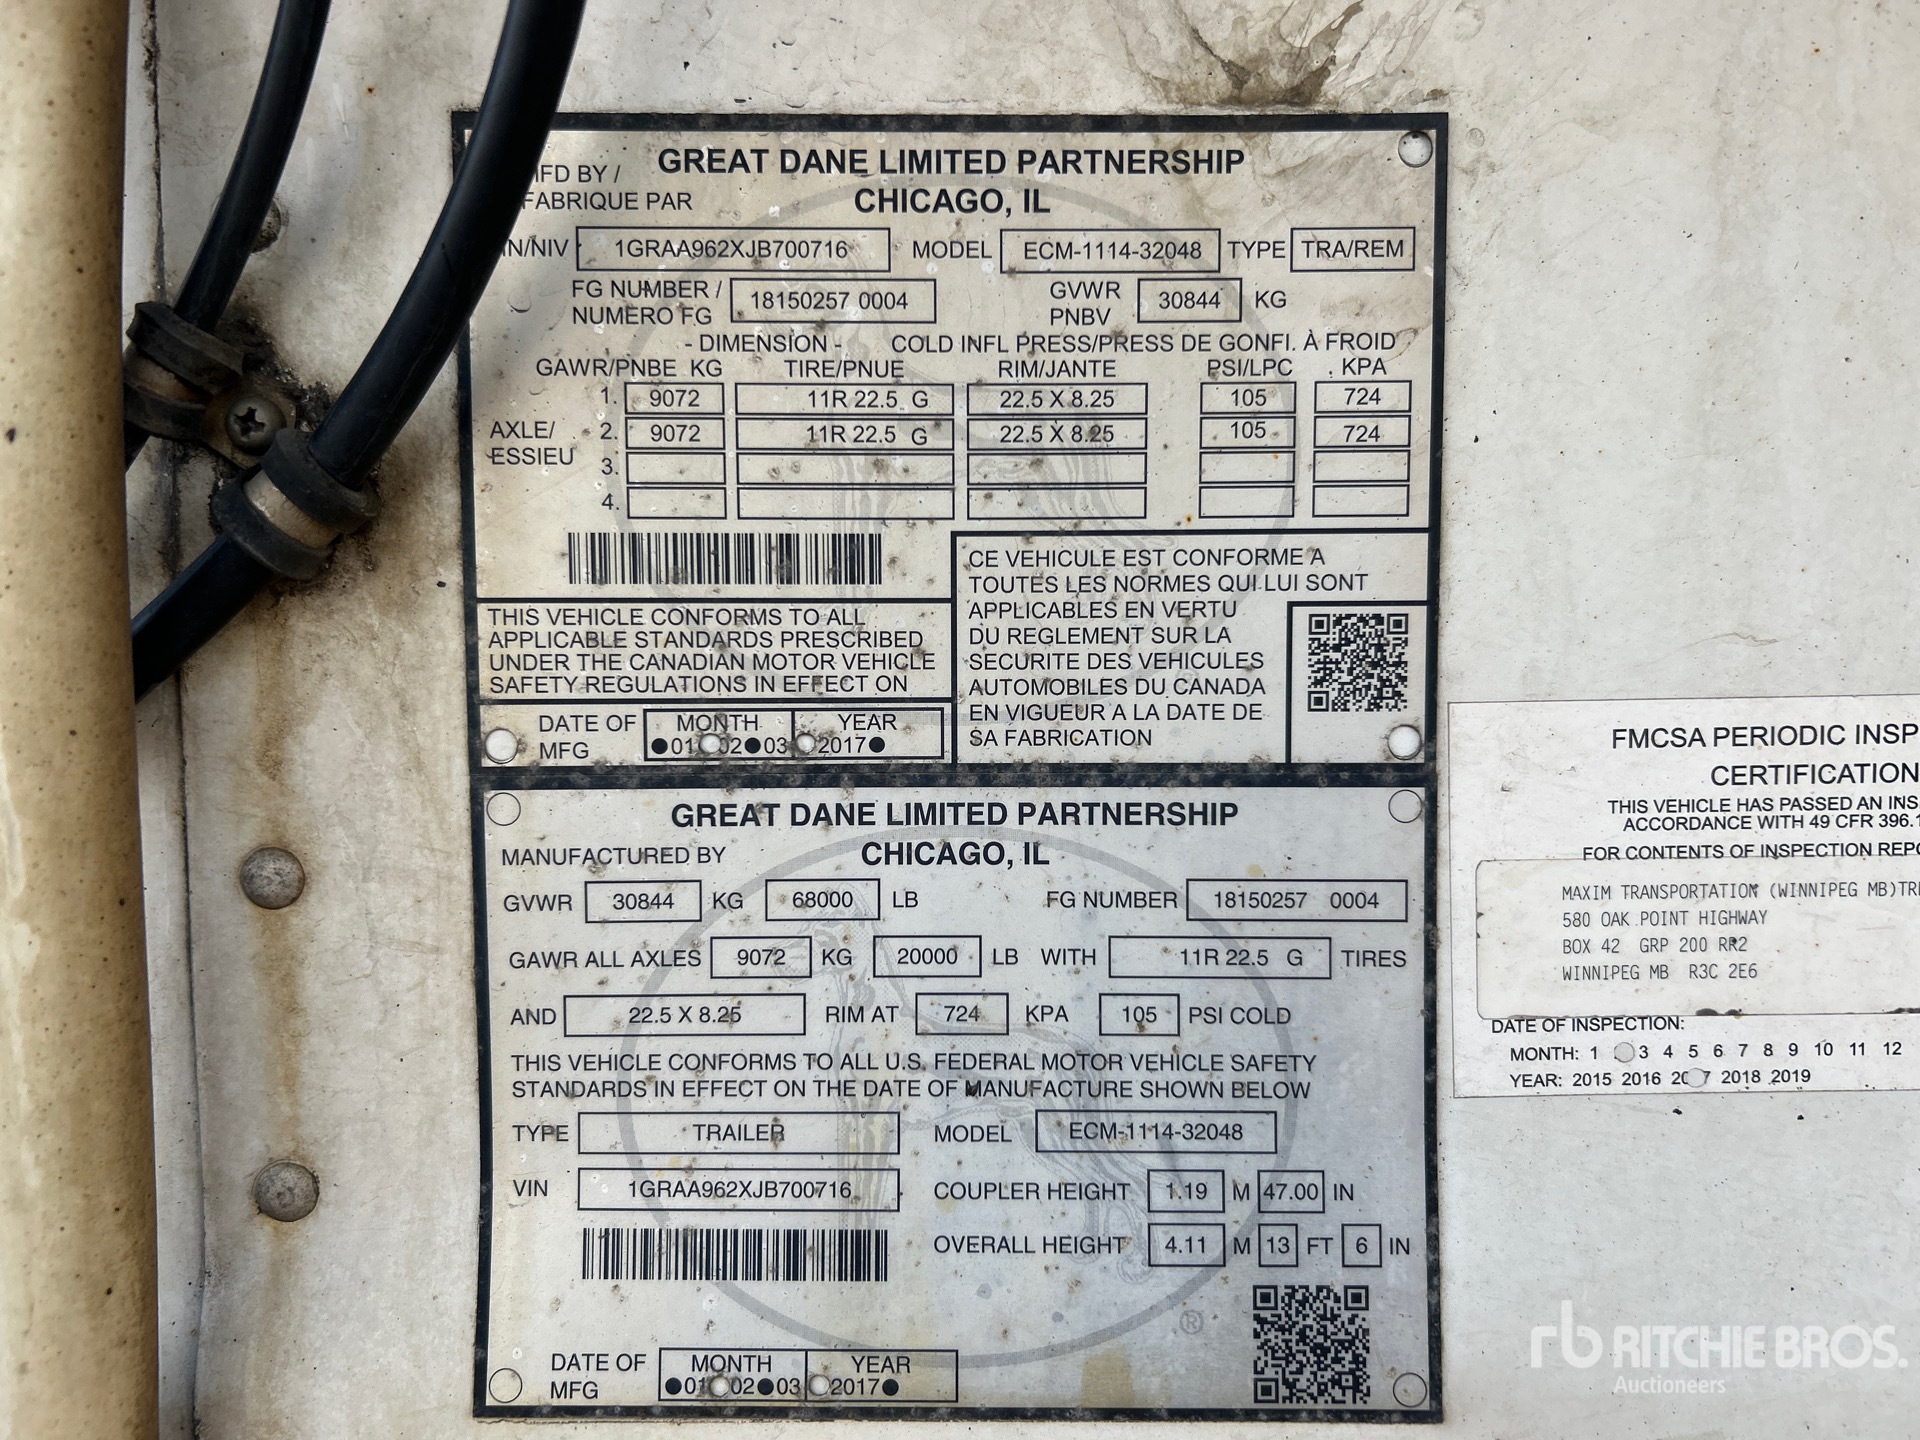 FD BY /
FABRIQUE PAR
GREAT DANE LIMITED PARTNERSHIP
CHICAGO, IL
IN/NIV 1GRAA962XJB700716 MODEL ECM-1114-32048 TYPE TRA/REM
FG NUMBER / NUMERO FG 18150257 0004 GVWR PNBV 30844 KG
- DIMENSION - COLD INFL PRESS/PRESS DE GONFI. À FROID
GAWR/PNBE KG TIRE/PNUE RIM/JANTE PSI/LPC KPA
AXLE/ ESSIEU
1. 9072 11R 22.5 G 22.5 X 8.25 105 724
2. 9072 11R 22.5 G 22.5 X 8.25 105 724
3.
4.
THIS VEHICLE CONFORMS TO ALL
APPLICABLE STANDARDS PRESCRIBED
UNDER THE CANADIAN MOTOR VEHICLE
SAFETY REGULATIONS IN EFFECT ON
DATE OF MFG MONTH YEAR
01 02 03 2017
CE VEHICULE EST CONFORME A
TOUTES LES NORMES QUI LUI SONT
APPLICABLES EN VERTU
DU REGLEMENT SUR LA
SECURITE DES VEHICULES
AUTOMOBILES DU CANADA
EN VIGUEUR A LA DATE DE
SA FABRICATION
GREAT DANE LIMITED PARTNERSHIP
MANUFACTURED BY CHICAGO, IL
GVWR 30844 KG 68000 LB FG NUMBER 18150257 0004
GAWR ALL AXLES 9072 KG 20000 LB WITH 11R 22.5 G TIRES
AND 22.5 X 8.25 RIM AT 724 KPA 105 PSI COLD
THIS VEHICLE CONFORMS TO ALL U.S. FEDERAL MOTOR VEHICLE SAFETY
STANDARDS IN EFFECT ON THE DATE OF MANUFACTURE SHOWN BELOW
TYPE TRAILER MODEL ECM-1114-32048
VIN 1GRAA962XJB700716 COUPLER HEIGHT 1.19 M 47.00 IN
OVERALL HEIGHT 4.11 M 13 FT 6 IN
®
DATE OF MFG MONTH YEAR
01 02 03 2017
FMCSA PERIODIC INSP
CERTIFICATION
THIS VEHICLE HAS PASSED AN INS
ACCORDANCE WITH 49 CFR 396.1
FOR CONTENTS OF INSPECTION REPO
MAXIM TRANSPORTATION (WINNIPEG MB)TR
580 OAK POINT HIGHWAY
BOX 42 GRP 200 RR2
WINNIPEG MB R3C 2E6
DATE OF INSPECTION:
MONTH: 1 3 4 5 6 7 8 9 10 11 12
YEAR: 2015 2016 2017 2018 2019
rb RITCHIE BROS.
Auctioneers